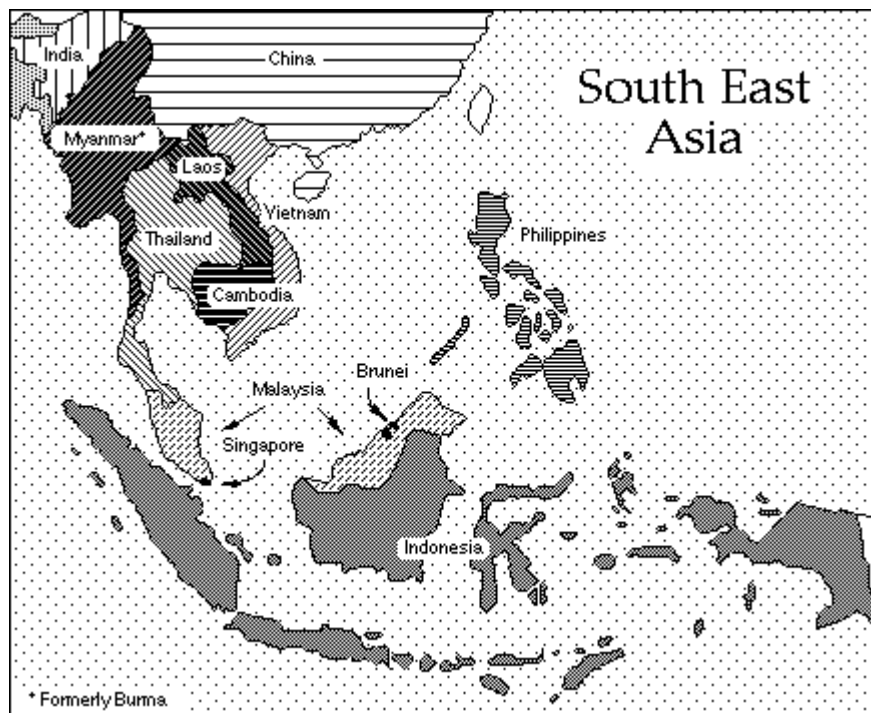 South East
Asia
India
China
Myanmar*
Laos
Vietnam
Thailand
Philippines
Cambodia
Brunei
Malaysia
Singapore
Indonesia
* Formerly Burma